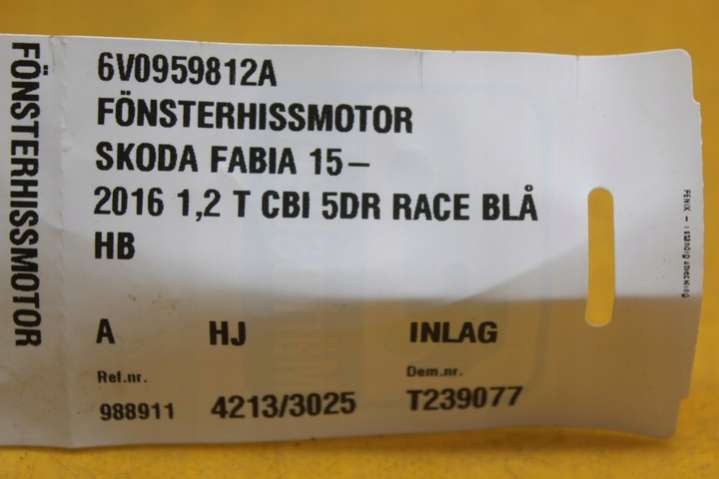 FÖNSTERHISSMOTOR
6V0959812A
FÖNSTERHISSMOTOR
SKODA FABIA 15–
2016 1,2 T CBI 5DR RACE BLÅ
HB
A HJ INLAG
Ref.nr. Dem.nr.
988911 4213/3025 T239077
FENIX –